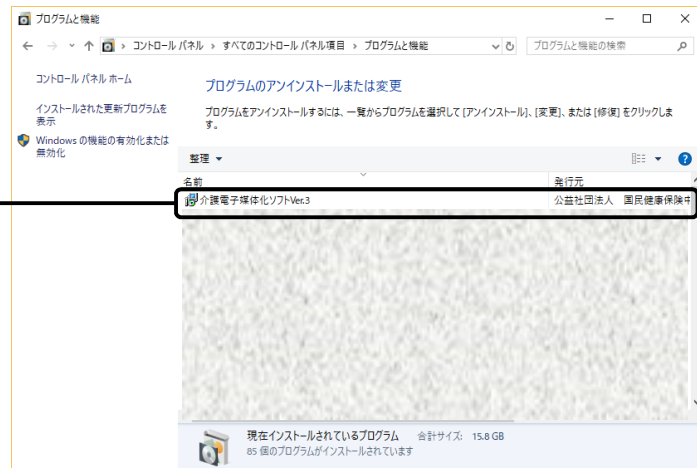 プログラムと機能
コントロール パネル › すべてのコントロール パネル項目 › プログラムと機能
プログラムと機能の検索
コントロール パネル ホーム
インストールされた更新プログラムを
表示
Windows の機能の有効化または
無効化
プログラムのアンインストールまたは変更
プログラムをアンインストールするには、一覧からプログラムを選択して [アンインストール]、[変更]、または [修復] をクリックしま
す。
整理
名前 発行元
介護電子媒体化ソフトVer.3 公益社団法人 国民健康保険中
現在インストールされているプログラム 合計サイズ: 15.8 GB
85 個のプログラムがインストールされています